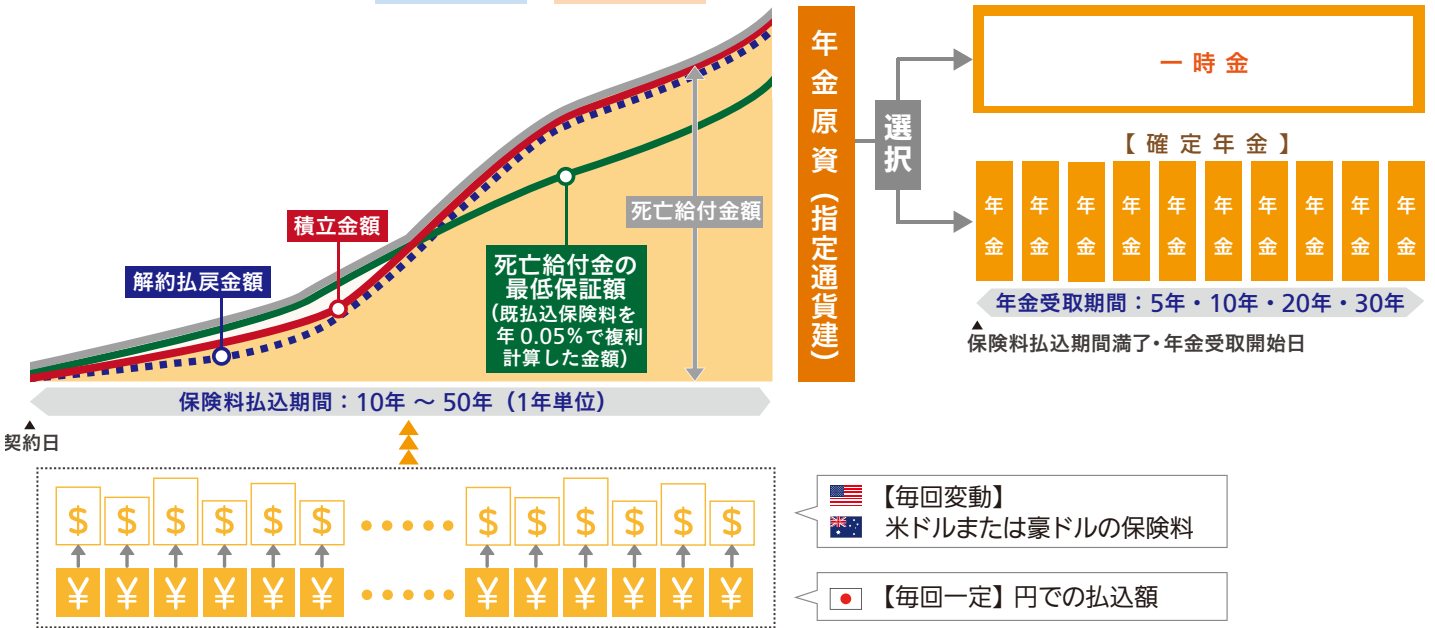 積立金額
解約払戻金額
死亡給付金の
最低保証額
(既払込保険料を
年 0.05%で複利
計算した金額)
死亡給付金額
保険料払込期間：10年 ～ 50年（1年単位）
▲
契約日
年金原資（指定通貨建）
選択
一時金
【確定年金】
年金 年金 年金 年金 年金 年金 年金 年金 年金 年金
年金受取期間：5年・10年・20年・30年
▲
保険料払込期間満了・年金受取開始日
$ $ $ $ $ $ ••••• $ $ $ $ $ $
¥ ¥ ¥ ¥ ¥ ¥ ••••• ¥ ¥ ¥ ¥ ¥ ¥
【毎回変動】
米ドルまたは豪ドルの保険料
【毎回一定】円での払込額